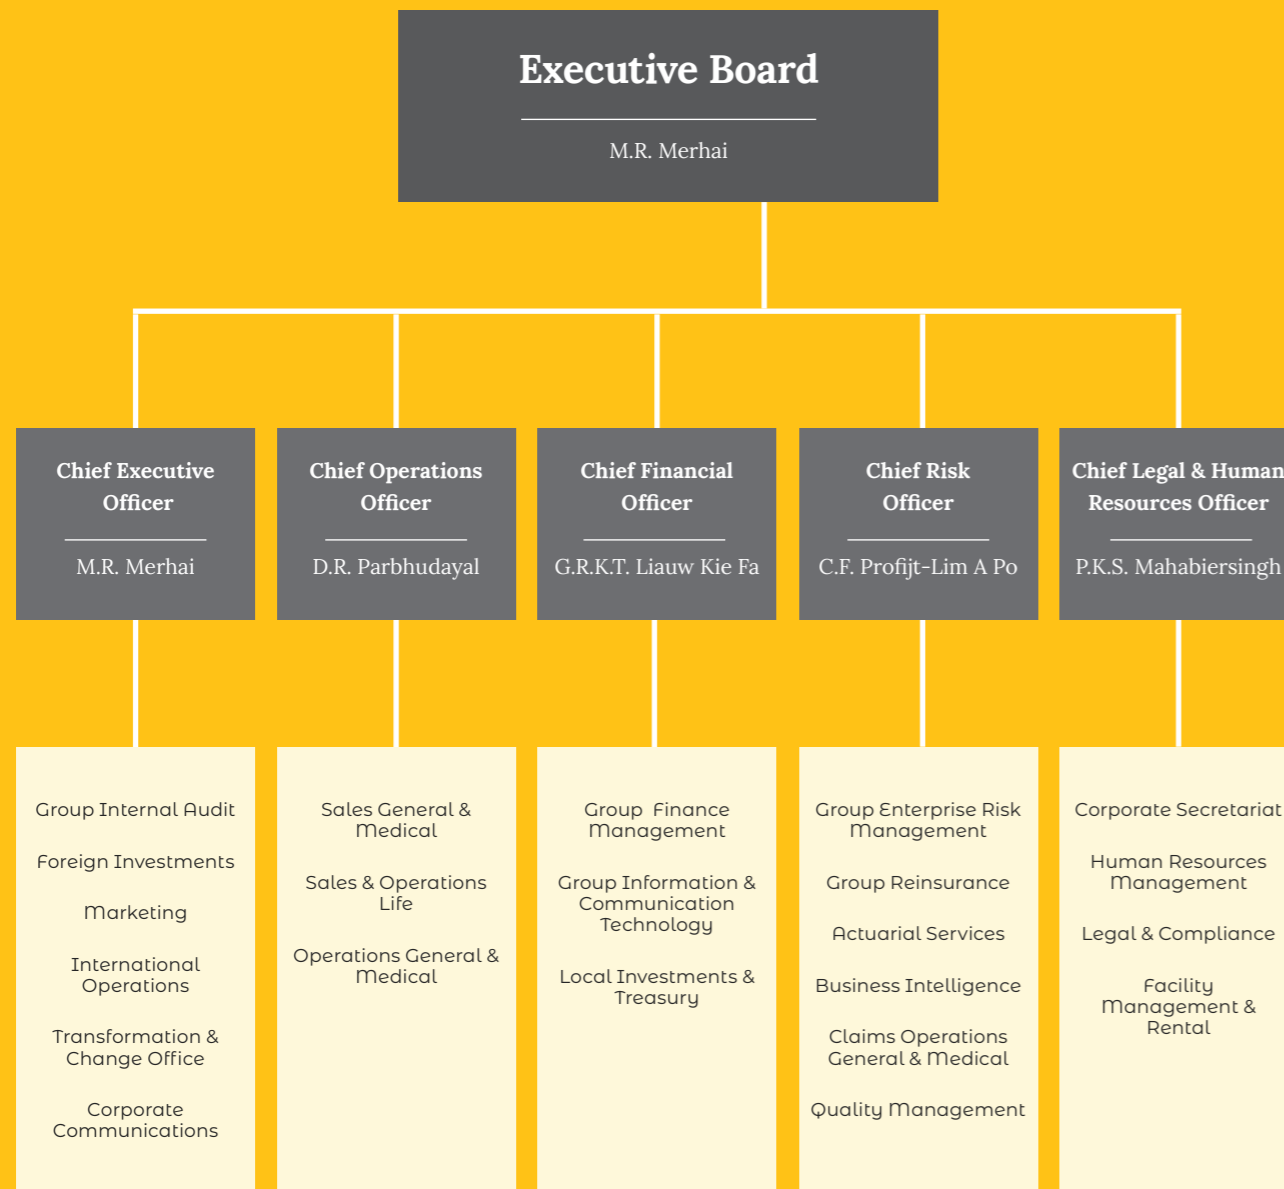 Executive Board
M.R. Merhai
Chief Executive
Officer
M.R. Merhai
Chief Operations
Officer
D.R. Parbhudayal
Chief Financial
Officer
G.R.K.T. Liauw Kie Fa
Chief Risk
Officer
C.F. Profijt-Lim A Po
Chief Legal & Human
Resources Officer
P.K.S. Mahabiersingh
Group Internal Audit
Foreign Investments
Marketing
International
Operations
Transformation &
Change Office
Corporate
Communications
Sales General &
Medical
Sales & Operations
Life
Operations General &
Medical
Group Finance
Management
Group Information &
Communication
Technology
Local Investments &
Treasury
Group Enterprise Risk
Management
Group Reinsurance
Actuarial Services
Business Intelligence
Claims Operations
General & Medical
Quality Management
Corporate Secretariat
Human Resources
Management
Legal & Compliance
Facility
Management &
Rental